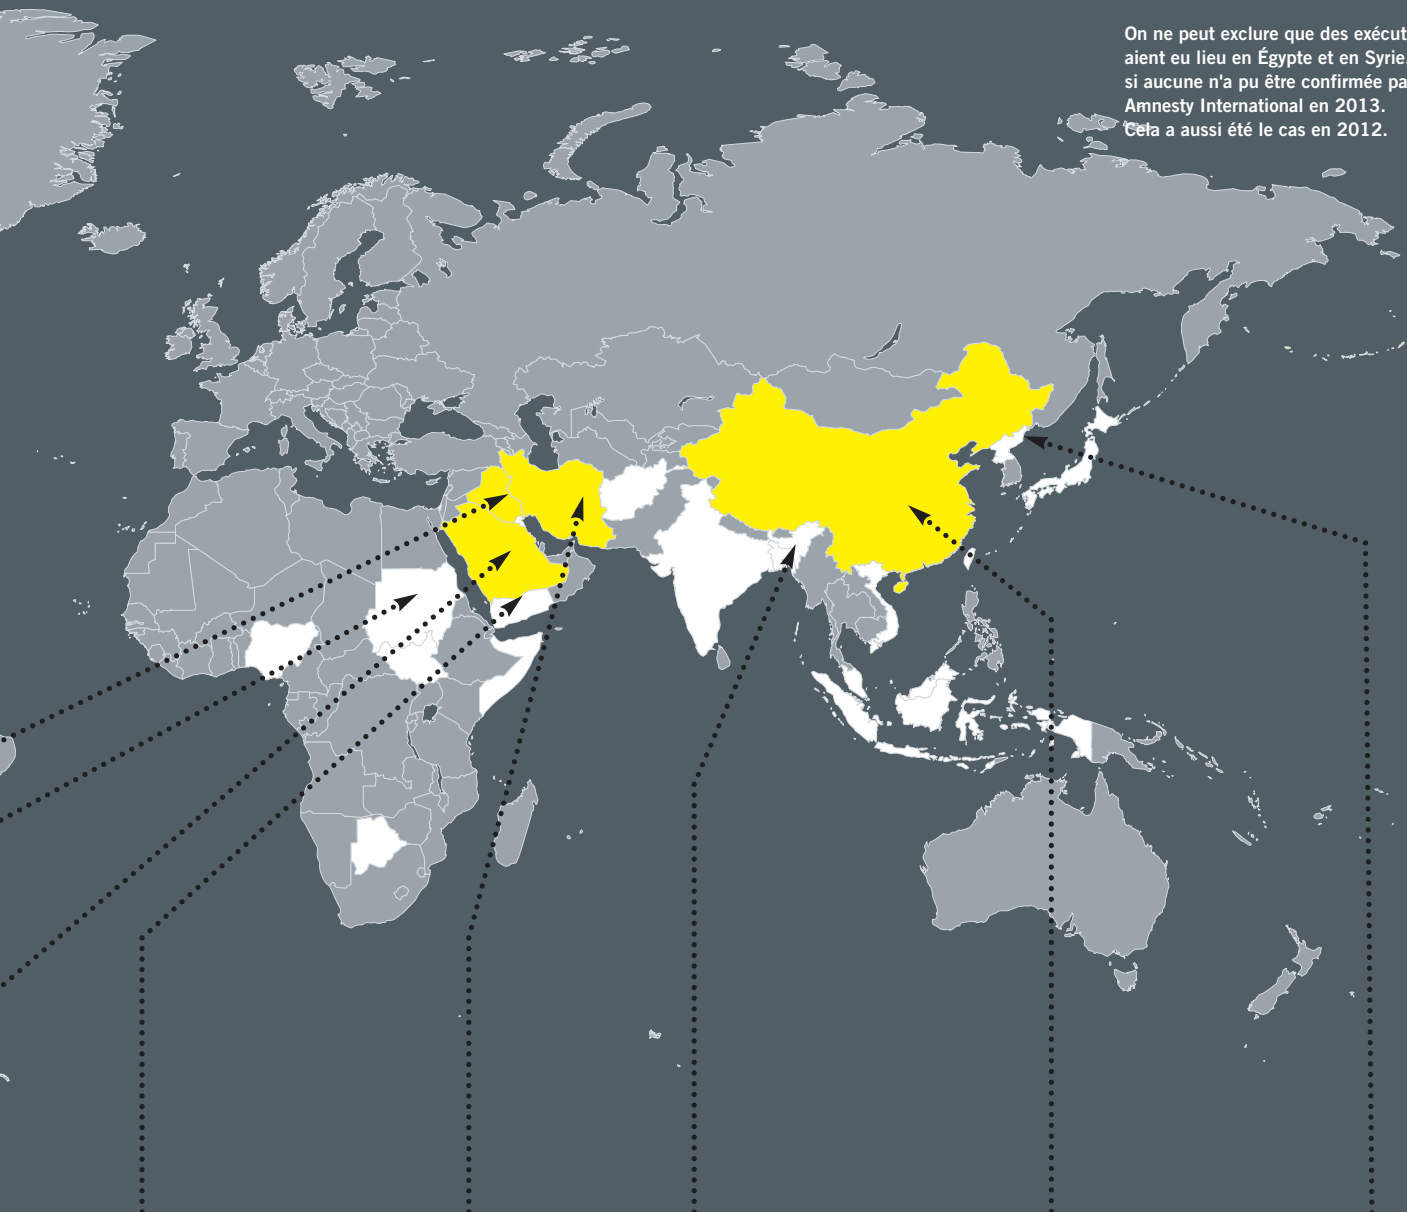 On ne peut exclure que des exécut
aient eu lieu en Égypte et en Syrie,
si aucune n'a pu être confirmée pa
Amnesty International en 2013.
Cela a aussi été le cas en 2012.